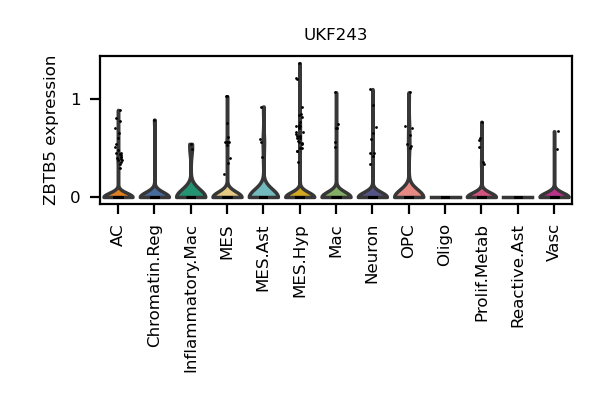 UKF243
ZBTB5 expression
1
0
AC
Chromatin.Reg
Inflammatory.Mac
MES
MES.Ast
MES.Hyp
Mac
Neuron
OPC
Oligo
Prolif.Metab
Reactive.Ast
Vasc